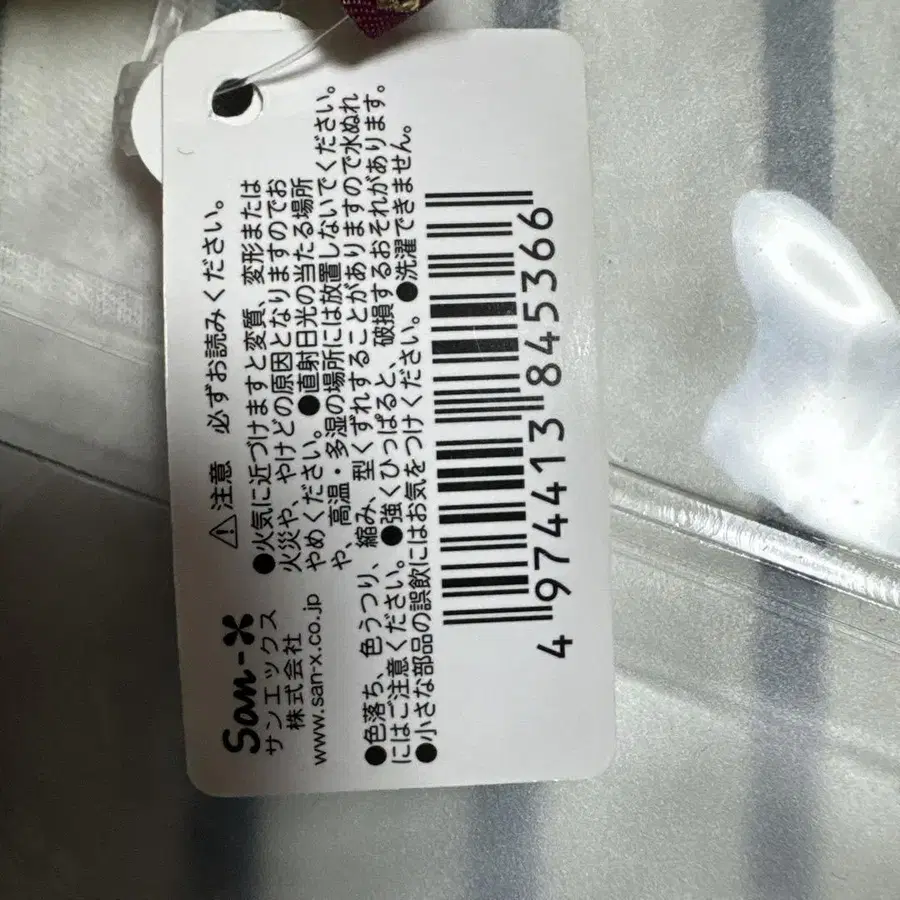 San-X
サンエックス
株式会社
www.san-x.co.jp
⚠注意 必ずお読みください。
●火気に近づけますと変質、変形または
火災や、やけどの原因となりますのでお
やめください。●直射日光の当たる場所
や、高温・多湿の場所には放置しないでください。
●色落ち、色うつり、縮み、型くずれすることがありますので水ぬれ
にはご注意ください。●強くひっぱると、破損するおそれがあります。
●小さな部品の誤飲にはお気をつけください。●洗濯できません。
4 974413 845366